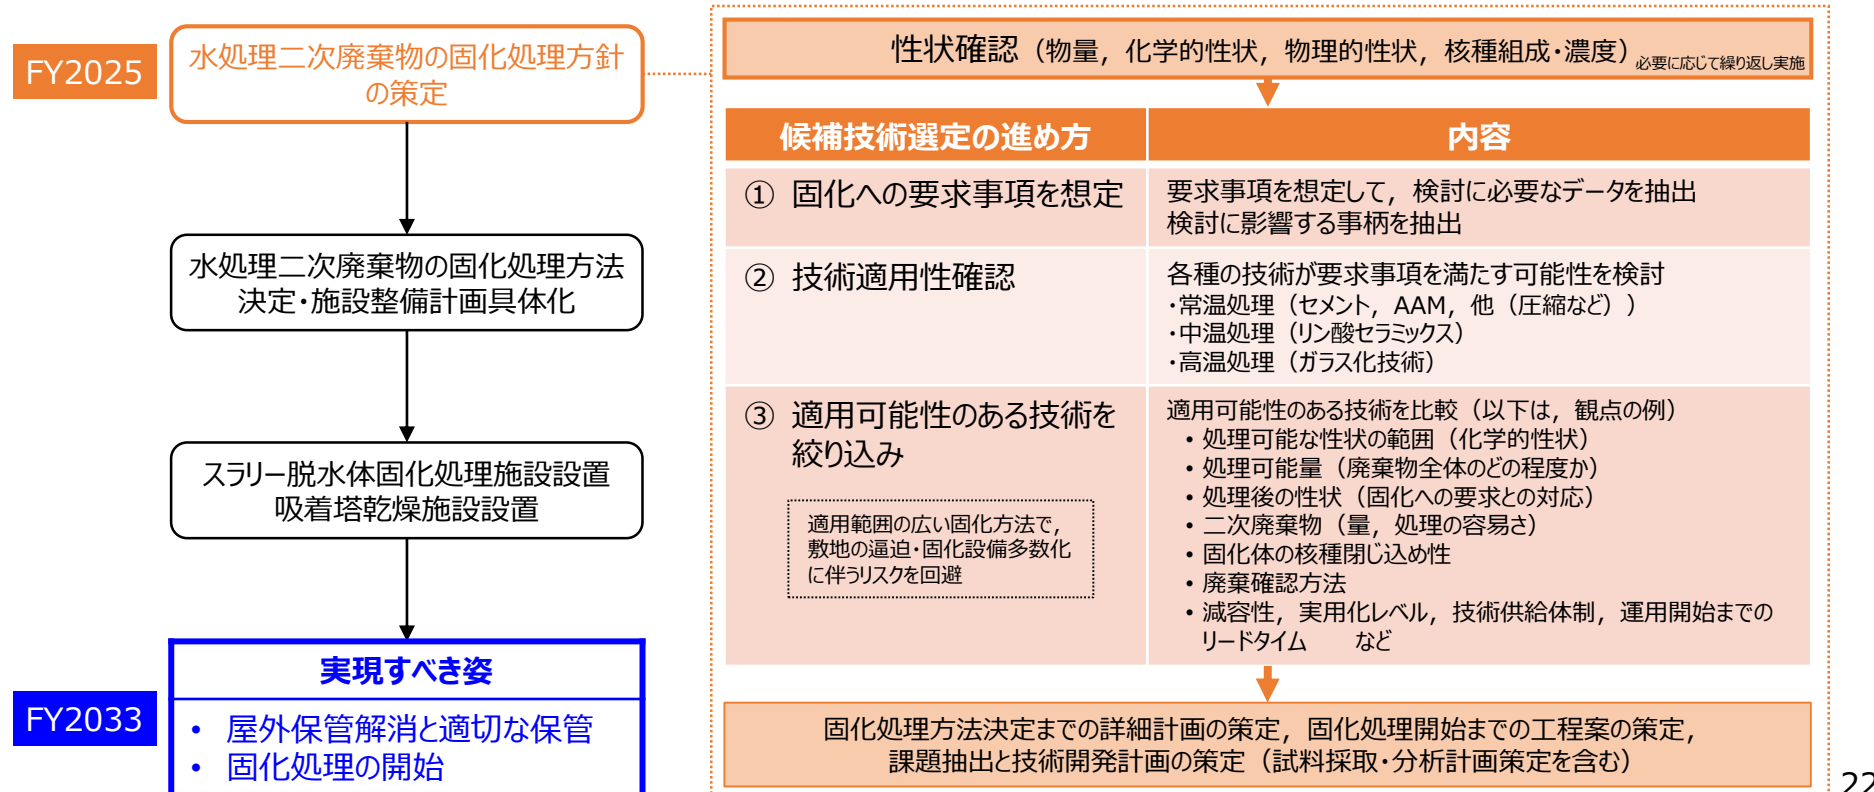 FY2025
水処理二次廃棄物の固化処理方針
の策定
水処理二次廃棄物の固化処理方法
決定・施設整備計画具体化
スラリー脱水体固化処理施設設置
吸着塔乾燥施設設置
FY2033
実現すべき姿
• 屋外保管解消と適切な保管
• 固化処理の開始
性状確認（物量，化学的性状，物理的性状，核種組成・濃度）必要に応じて繰り返し実施
候補技術選定の進め方
内容
① 固化への要求事項を想定
要求事項を想定して，検討に必要なデータを抽出
検討に影響する事柄を抽出
② 技術適用性確認
各種の技術が要求事項を満たす可能性を検討
・常温処理（セメント，AAM，他（圧縮など））
・中温処理（リン酸セラミックス）
・高温処理（ガラス化技術）
③ 適用可能性のある技術を
絞り込み
適用範囲の広い固化方法で，
敷地の逼迫・固化設備多数化
に伴うリスクを回避
適用可能性のある技術を比較（以下は，観点の例）
• 処理可能な性状の範囲（化学的性状）
• 処理可能量（廃棄物全体のどの程度か）
• 処理後の性状（固化への要求との対応）
• 二次廃棄物（量，処理の容易さ）
• 固化体の核種閉じ込め性
• 廃棄確認方法
• 減容性，実用化レベル，技術供給体制，運用開始までの
リードタイム など
固化処理方法決定までの詳細計画の策定，固化処理開始までの工程案の策定，
課題抽出と技術開発計画の策定（試料採取・分析計画策定を含む）
22